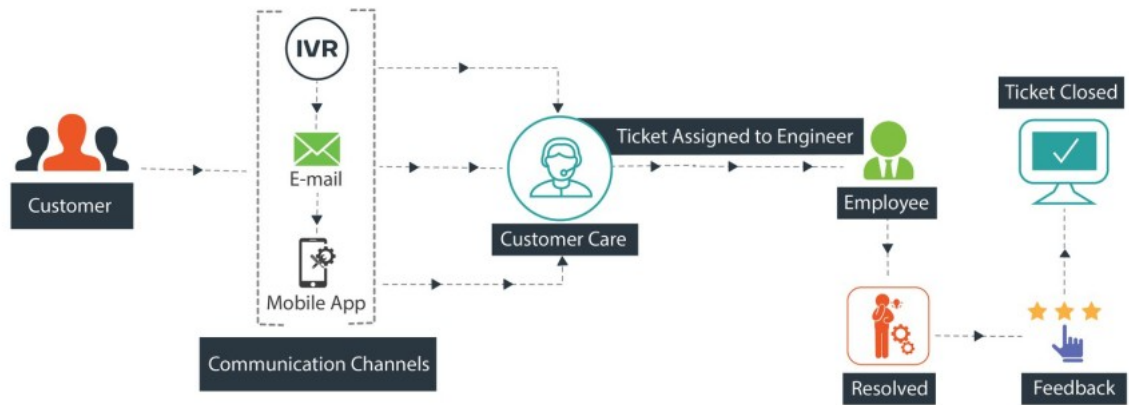 IVR
E-mail
Mobile App
Communication Channels
Customer
Customer Care
Ticket Assigned to Engineer
Employee
Resolved
Feedback
Ticket Closed